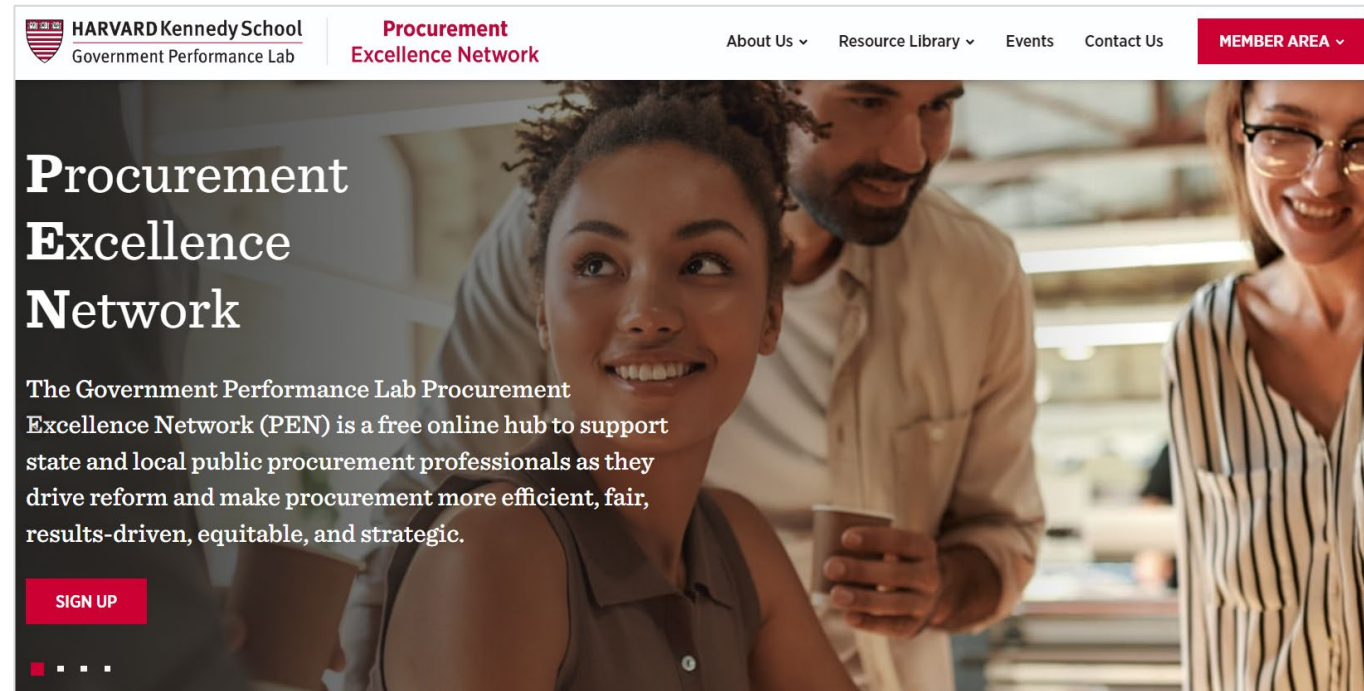 HARVARD Kennedy School
Government Performance Lab
Procurement
Excellence Network
About Us
Resource Library
Events
Contact Us
MEMBER AREA
Procurement
Excellence
Network
The Government Performance Lab Procurement
Excellence Network (PEN) is a free online hub to support
state and local public procurement professionals as they
drive reform and make procurement more efficient, fair,
results-driven, equitable, and strategic.
SIGN UP